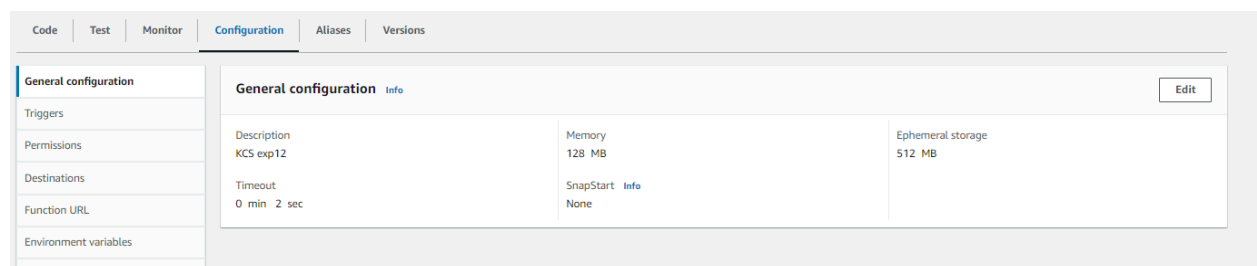 Code Test Monitor Configuration Aliases Versions
General configuration
Triggers
Permissions
Destinations
Function URL
Environment variables
General configuration Info Edit
Description Memory Ephemeral storage
KCS exp12 128 MB 512 MB
Timeout SnapStart Info
0 min 2 sec None